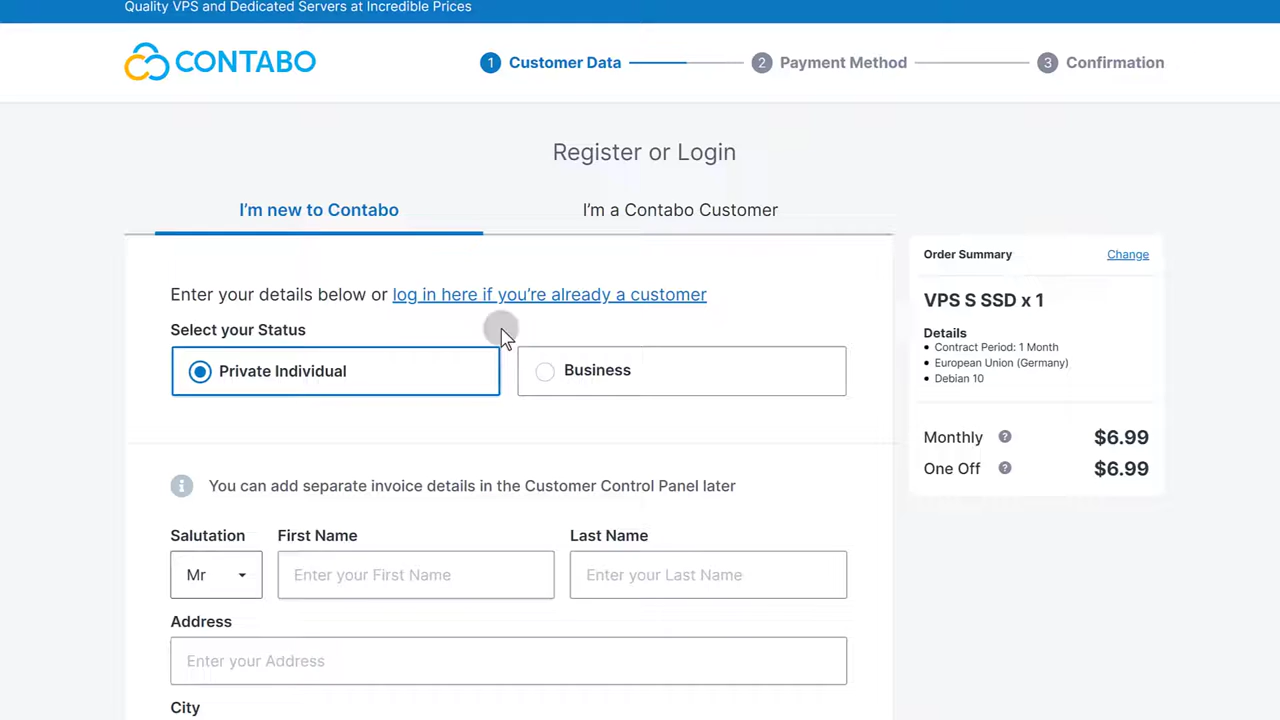 Quality VPS and Dedicated Servers at Incredible Prices
CONTABO
1 Customer Data
2 Payment Method
3 Confirmation
Register or Login
I'm new to Contabo
I'm a Contabo Customer
Enter your details below or log in here if you're already a customer
Select your Status
Private Individual
Business
You can add separate invoice details in the Customer Control Panel later
Salutation
First Name
Last Name
Mr
Enter your First Name
Enter your Last Name
Address
Enter your Address
City
Order Summary
Change
VPS S SSD x 1
Details
• Contract Period: 1 Month
• European Union (Germany)
• Debian 10
Monthly ? $6.99
One Off ? $6.99